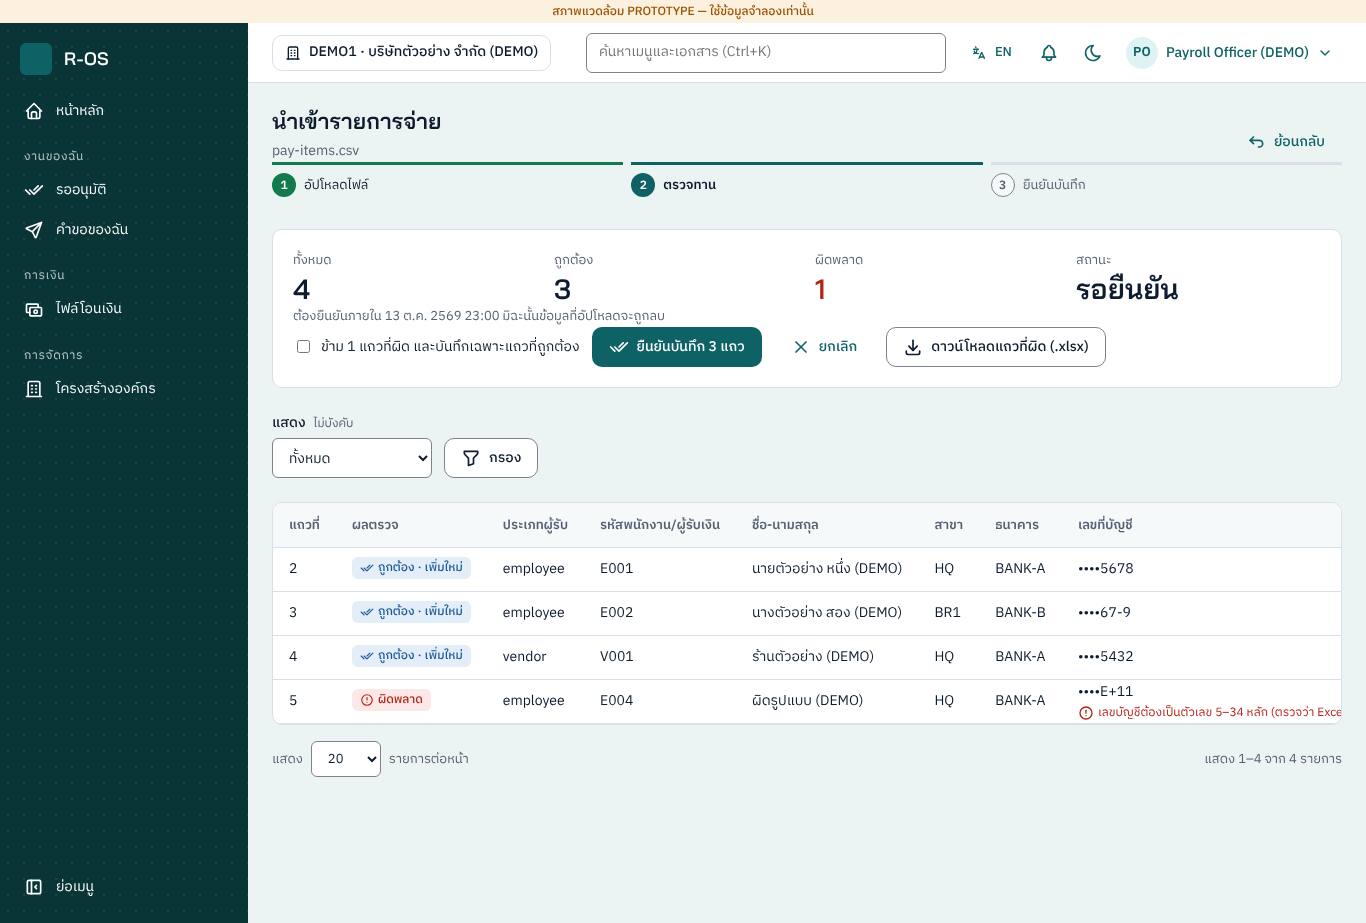 สภาพแวดล้อม PROTOTYPE — ใช้ข้อมูลจำลองเท่านั้น
R-OS
DEMO1 · บริษัทตัวอย่าง จำกัด (DEMO)
ค้นหาเมนูและเอกสาร (Ctrl+K)
EN
PO Payroll Officer (DEMO)
หน้าหลัก
งานของฉัน
รออนุมัติ
คำขอของฉัน
การเงิน
ไฟล์โอนเงิน
การจัดการ
โครงสร้างองค์กร
ย่อเมนู
นำเข้ารายการจ่าย
pay-items.csv
ย้อนกลับ
1 อัปโหลดไฟล์
2 ตรวจทาน
3 ยืนยันบันทึก
ทั้งหมด ถูกต้อง ผิดพลาด สถานะ
4 3 1 รอยืนยัน
ต้องยืนยันภายใน 13 ต.ค. 2569 23:00 มิฉะนั้นข้อมูลที่อัปโหลดจะถูกลบ
ข้าม 1 แถวที่ผิด และบันทึกเฉพาะแถวที่ถูกต้อง ยืนยันบันทึก 3 แถว ยกเลิก ดาวน์โหลดแถวที่ผิด (.xlsx)
แสดง ไม่บังคับ
ทั้งหมด กรอง
แถวที่ ผลตรวจ ประเภทผู้รับ รหัสพนักงาน/ผู้รับเงิน ชื่อ-นามสกุล สาขา ธนาคาร เลขที่บัญชี
2 ถูกต้อง · เพิ่มใหม่ employee E001 นายตัวอย่าง หนึ่ง (DEMO) HQ BANK-A ••••5678
3 ถูกต้อง · เพิ่มใหม่ employee E002 นางตัวอย่าง สอง (DEMO) BR1 BANK-B ••••67-9
4 ถูกต้อง · เพิ่มใหม่ vendor V001 ร้านตัวอย่าง (DEMO) HQ BANK-A ••••5432
5 ผิดพลาด employee E004 ผิดรูปแบบ (DEMO) HQ BANK-A ••••E+11
เลขบัญชีต้องเป็นตัวเลข 5–34 หลัก (ตรวจว่า Exce
แสดง 20 รายการต่อหน้า
แสดง 1–4 จาก 4 รายการ